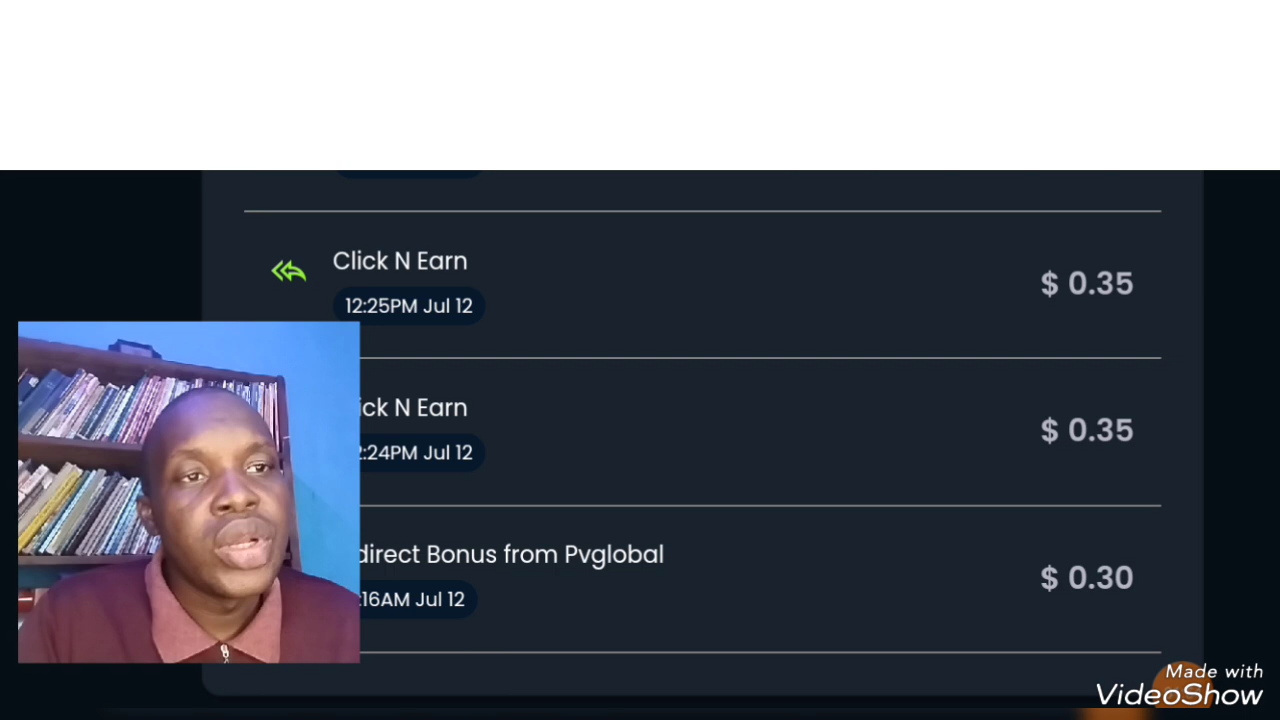 Click N Earn
$ 0.35
12:25PM Jul 12
ick N Earn
$ 0.35
:24PM Jul 12
direct Bonus from Pvglobal
$ 0.30
:16AM Jul 12
Made with
VideoShow